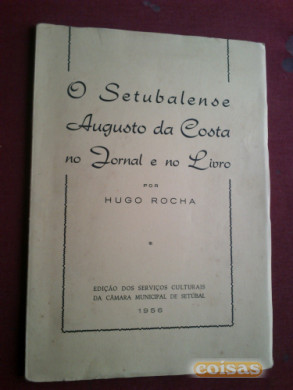 O Setubalense
Augusto da Costa
no Jornal e no Livro
POR
HUGO ROCHA
EDIÇÃO DOS SERVIÇOS CULTURAIS
DA CÂMARA MUNICIPAL DE SETÚBAL
1956
coisas